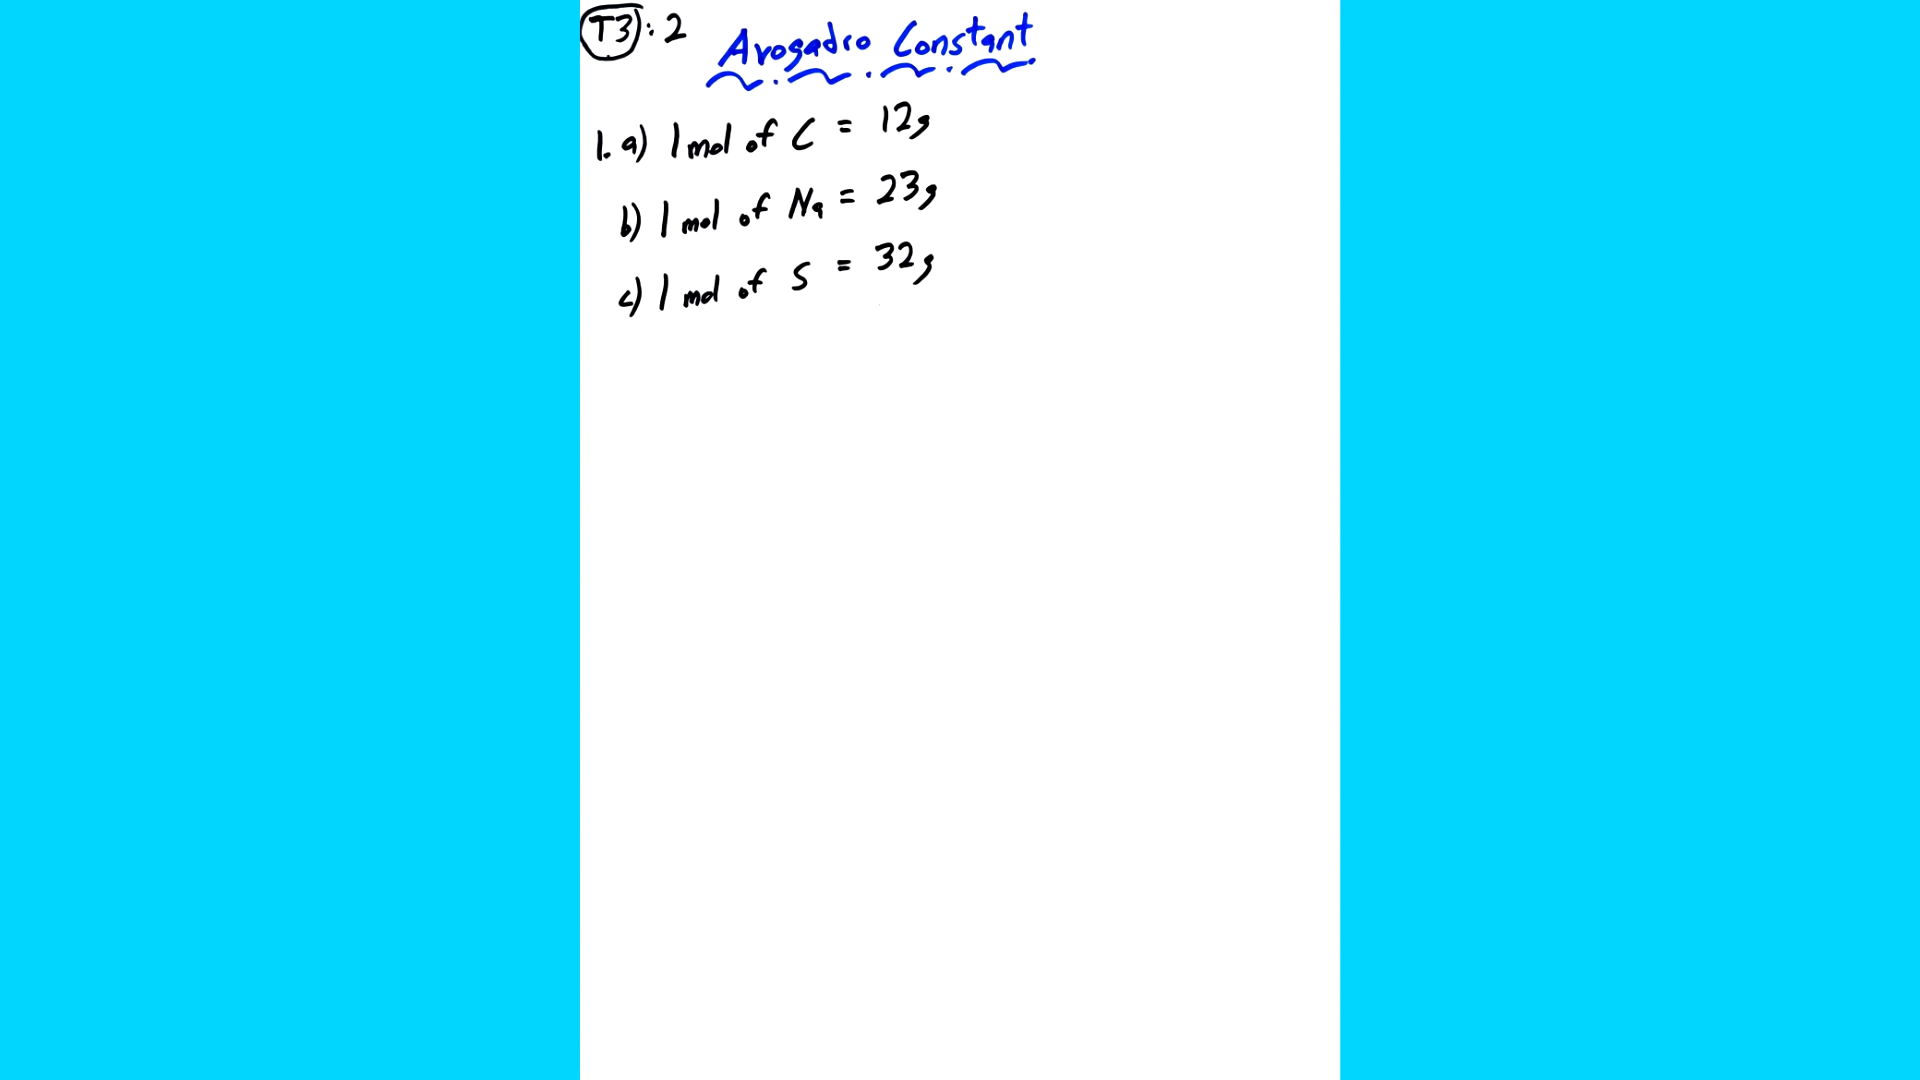 T3: 2 Avogadro Constant
1. a) 1 mol of C = 12g
b) 1 mol of Na = 23g
c) 1 mol of S = 32g